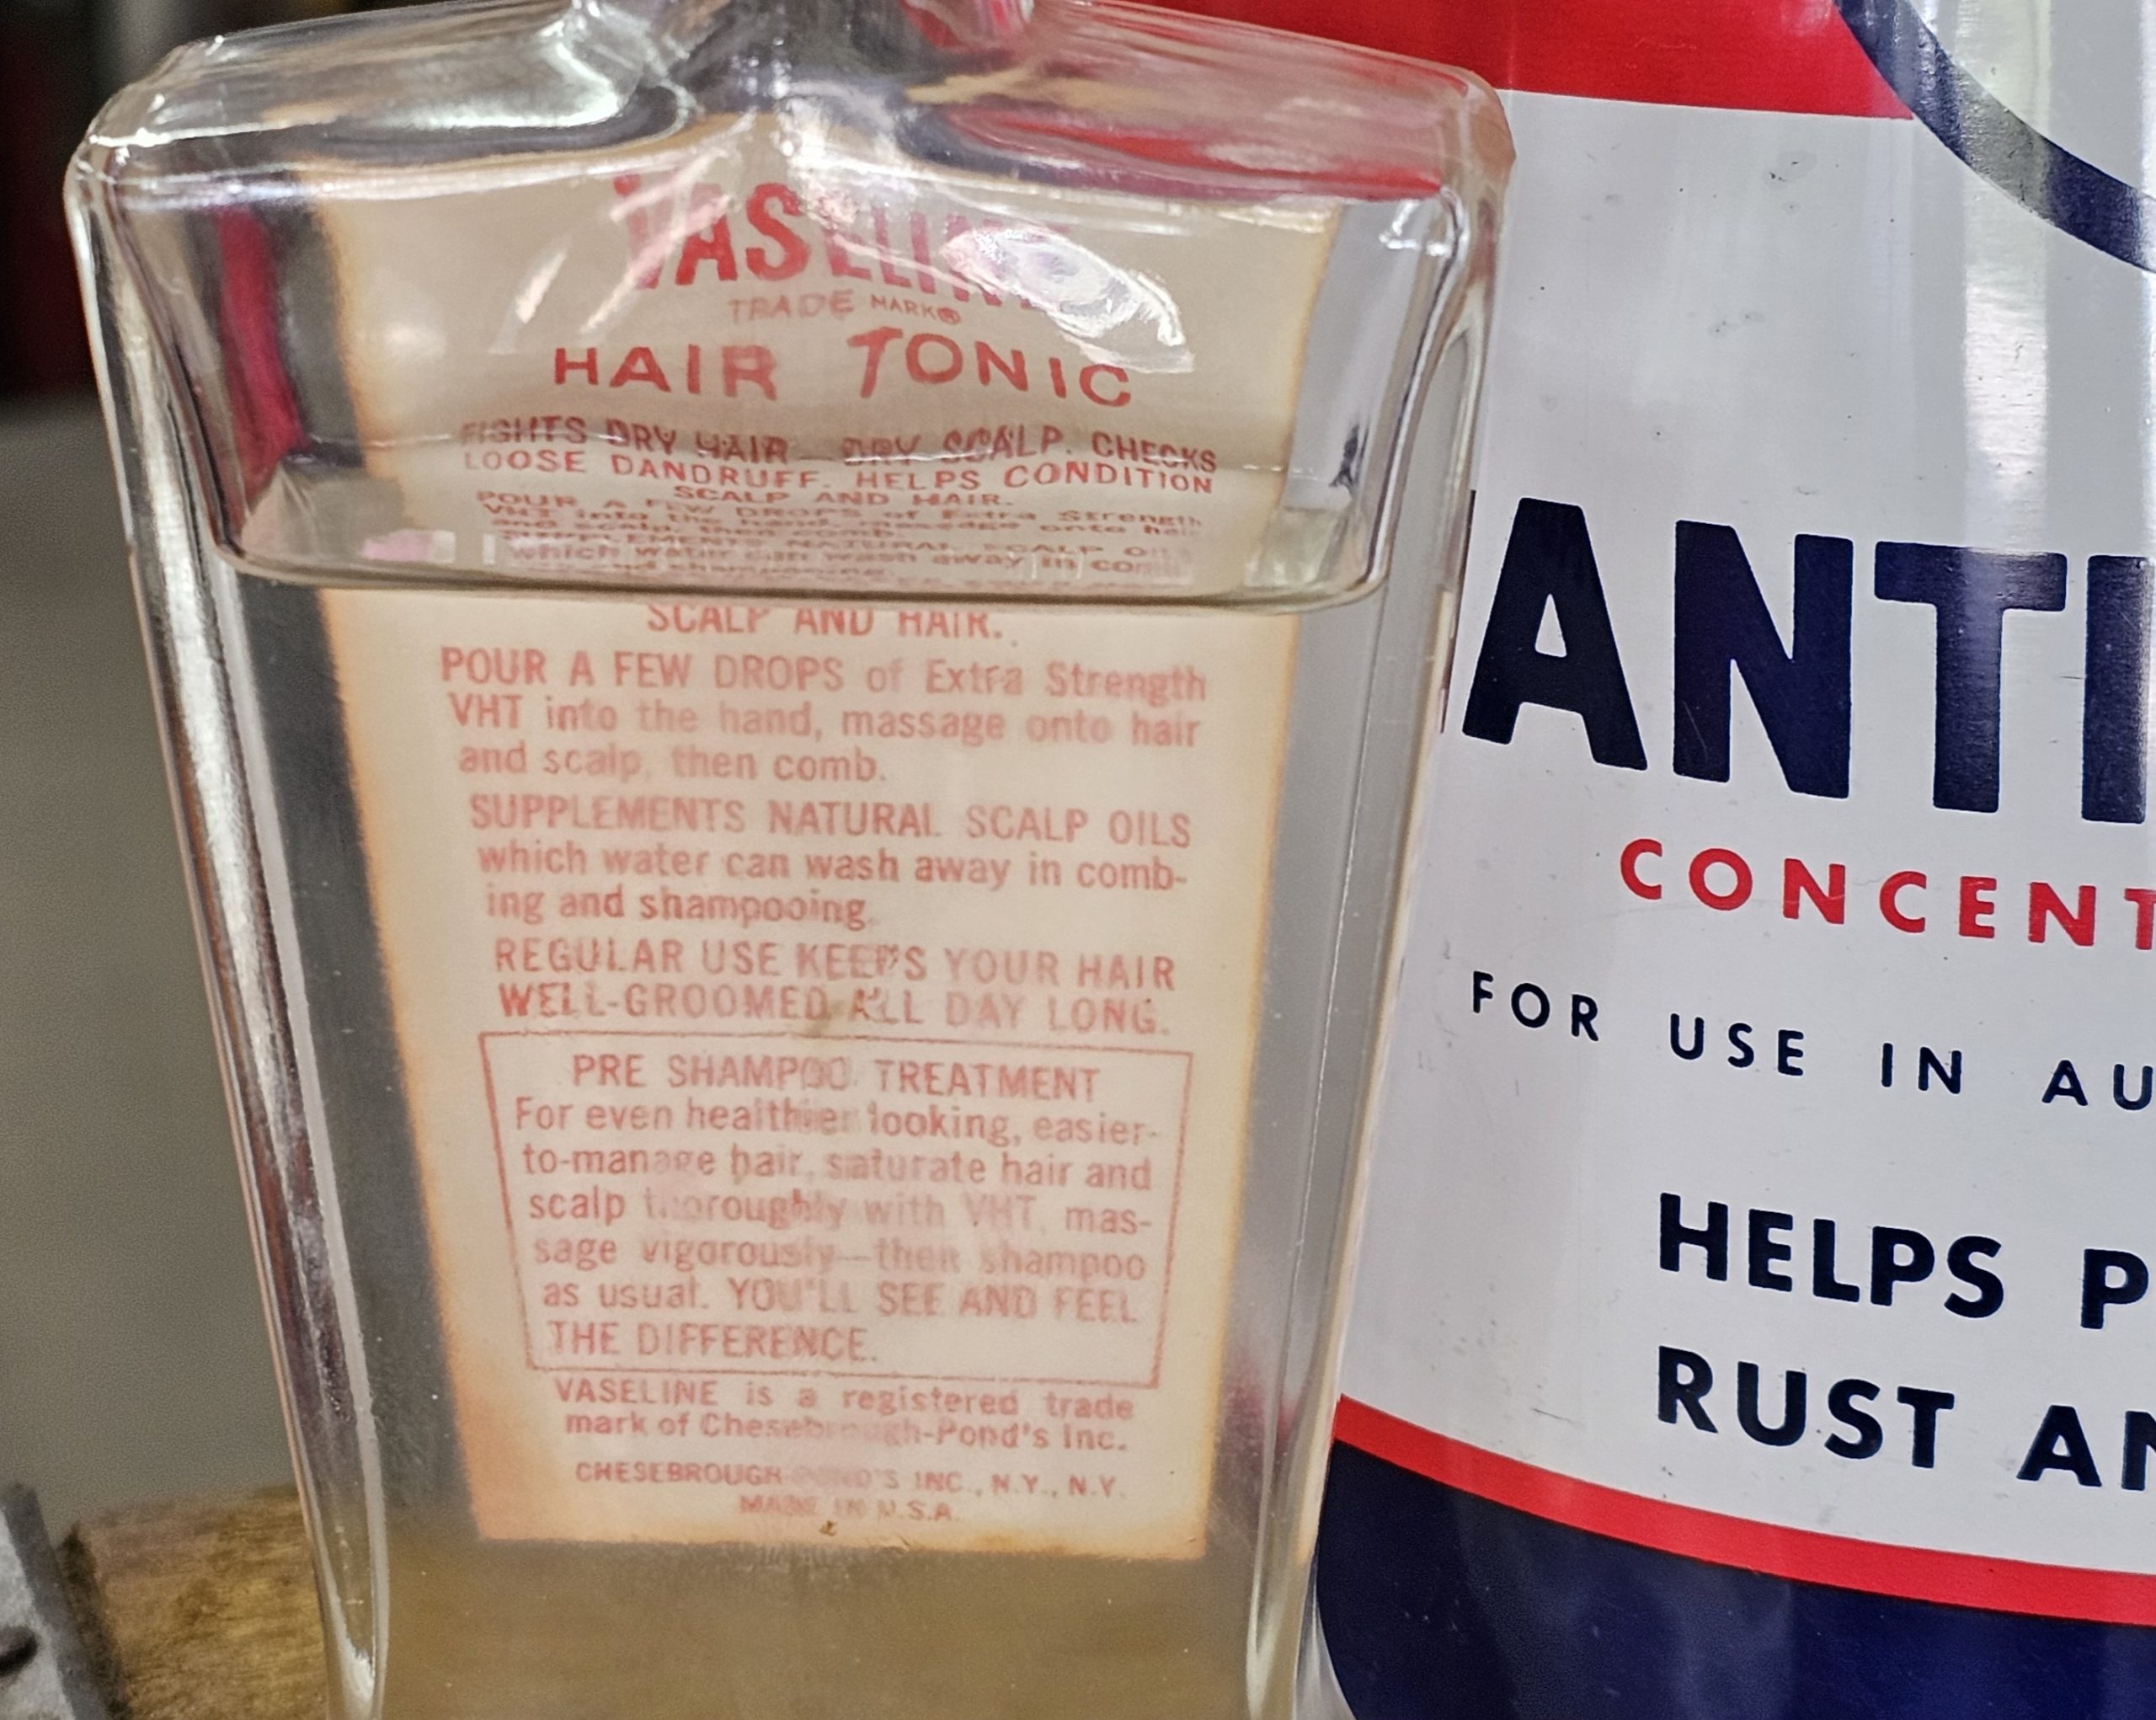 VASELINE
TRADE MARK®
HAIR TONIC
FIGHTS DRY HAIR - DRY SCALP. CHECKS
LOOSE DANDRUFF. HELPS CONDITION
SCALP AND HAIR.
POUR A FEW DROPS of Extra Strength
VHT into the hand, massage onto hair
and scalp, then comb.
SUPPLEMENTS NATURAL SCALP OILS
which water can wash away in comb-
ing and shampooing.
REGULAR USE KEEPS YOUR HAIR
WELL-GROOMED ALL DAY LONG.
PRE SHAMPOO TREATMENT
For even healthier looking, easier-
to-manage hair, saturate hair and
scalp thoroughly with VHT, mas-
sage vigorously—then shampoo
as usual. YOU'LL SEE AND FEEL
THE DIFFERENCE.
VASELINE is a registered trade
mark of Chesebrough-Pond's Inc.
CHESEBROUGH-POND'S INC., N.Y., N.Y.
MADE IN U.S.A.
ANTI
CONCENT
FOR USE IN AU
HELPS P
RUST AN